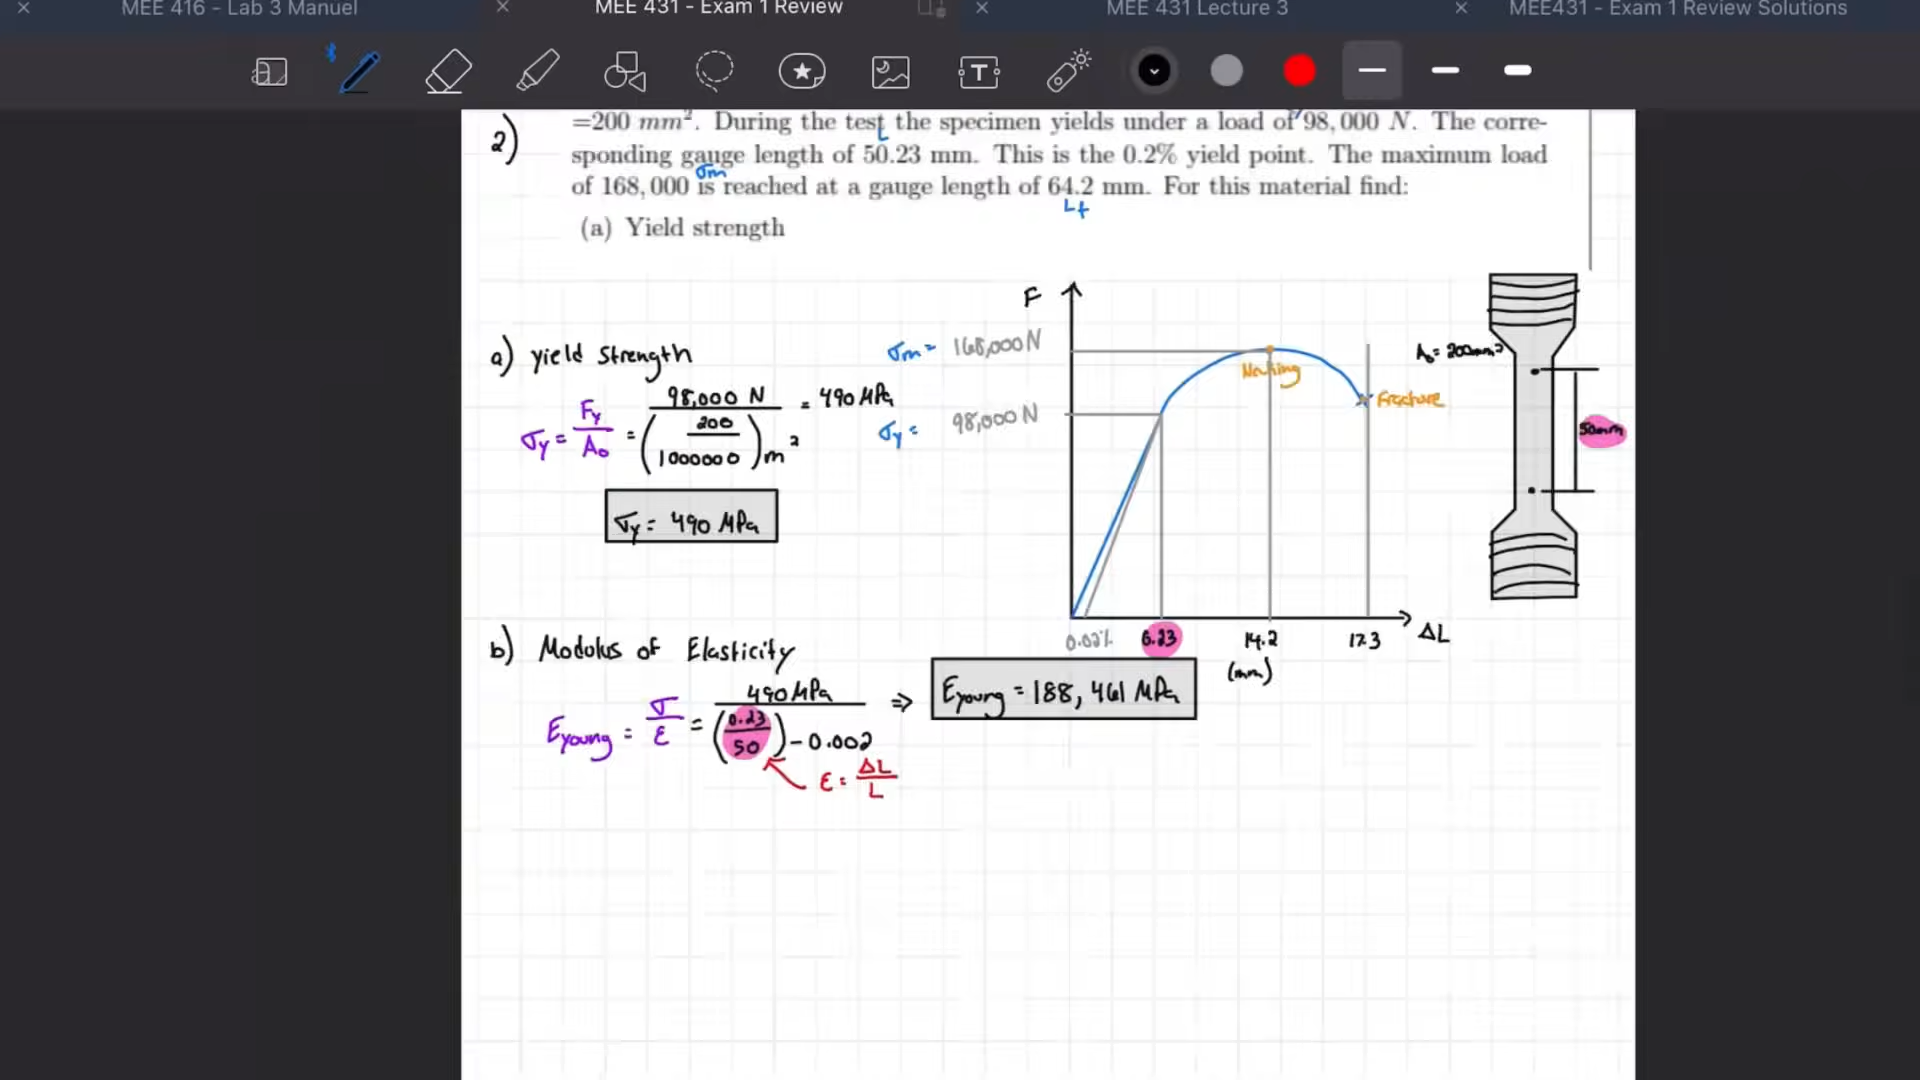 MEE 416 - Lab 3 Manuel
MEE 431 - Exam 1 Review
MEE 431 Lecture 3
MEE431 - Exam 1 Review Solutions
2)
=200 mm². During the test the specimen yields under a load of 98,000 N. The corre-
L
sponding gauge length of 50.23 mm. This is the 0.2% yield point. The maximum load
σm
of 168,000 is reached at a gauge length of 64.2 mm. For this material find:
Lf
(a) Yield strength
a) yield strength
σy = Fy / A₀ = 98,000 N / (200 / 1000000) m² = 490 MPa
σy = 490 MPa
F
σm = 168,000 N
σy = 98,000 N
Necking
Fracture
0.02% 0.23 14.2 17.3 ΔL
(mm)
A₀ = 200mm²
50mm
b) Modolus of Elasticity
Eyoung = σ / ε = 490 MPa / (0.23 / 50) - 0.002 ⇒ Eyoung = 188,461 MPa
ε = ΔL / L